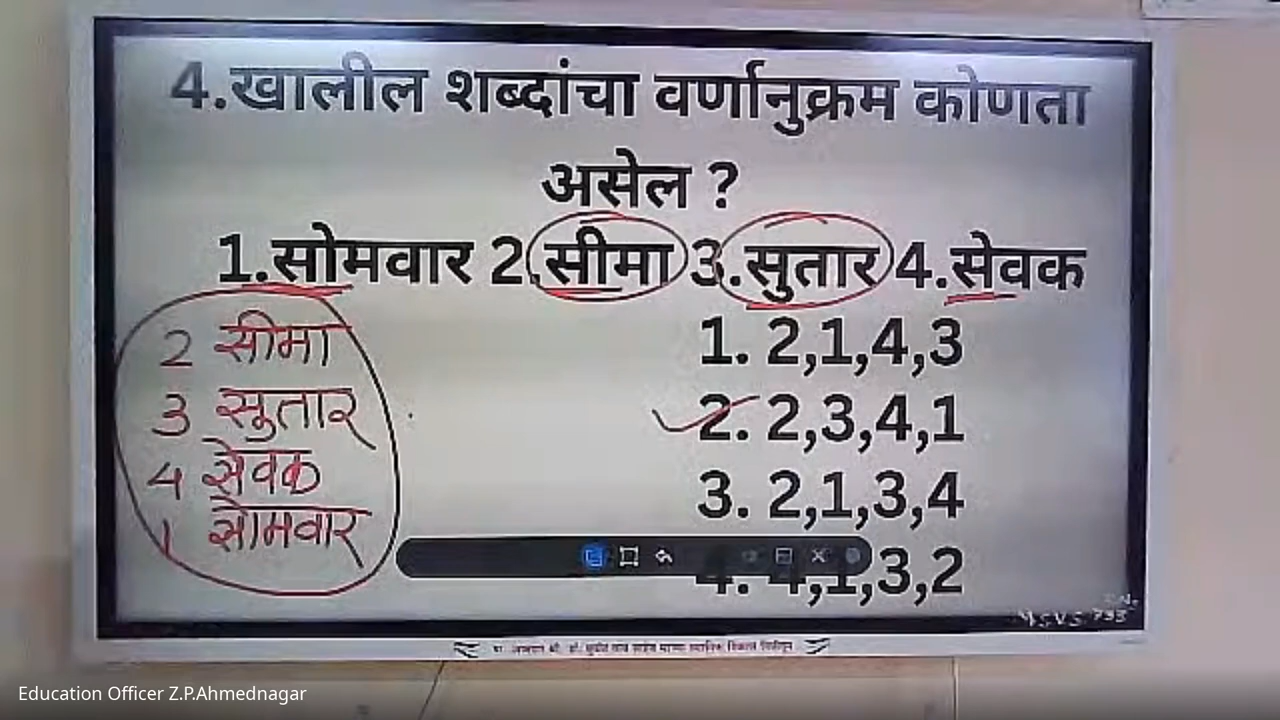 4.खालील शब्दांचा वर्णानुक्रम कोणता
असेल ?
1.सोमवार 2.सीमा 3.सुतार 4.सेवक
2 सीमा
3 सुतार
4 सेवक
1 सोमवार
1. 2,1,4,3
2. 2,3,4,1
3. 2,1,3,4
4. 4,1,3,2
Education Officer Z.P.Ahmednagar